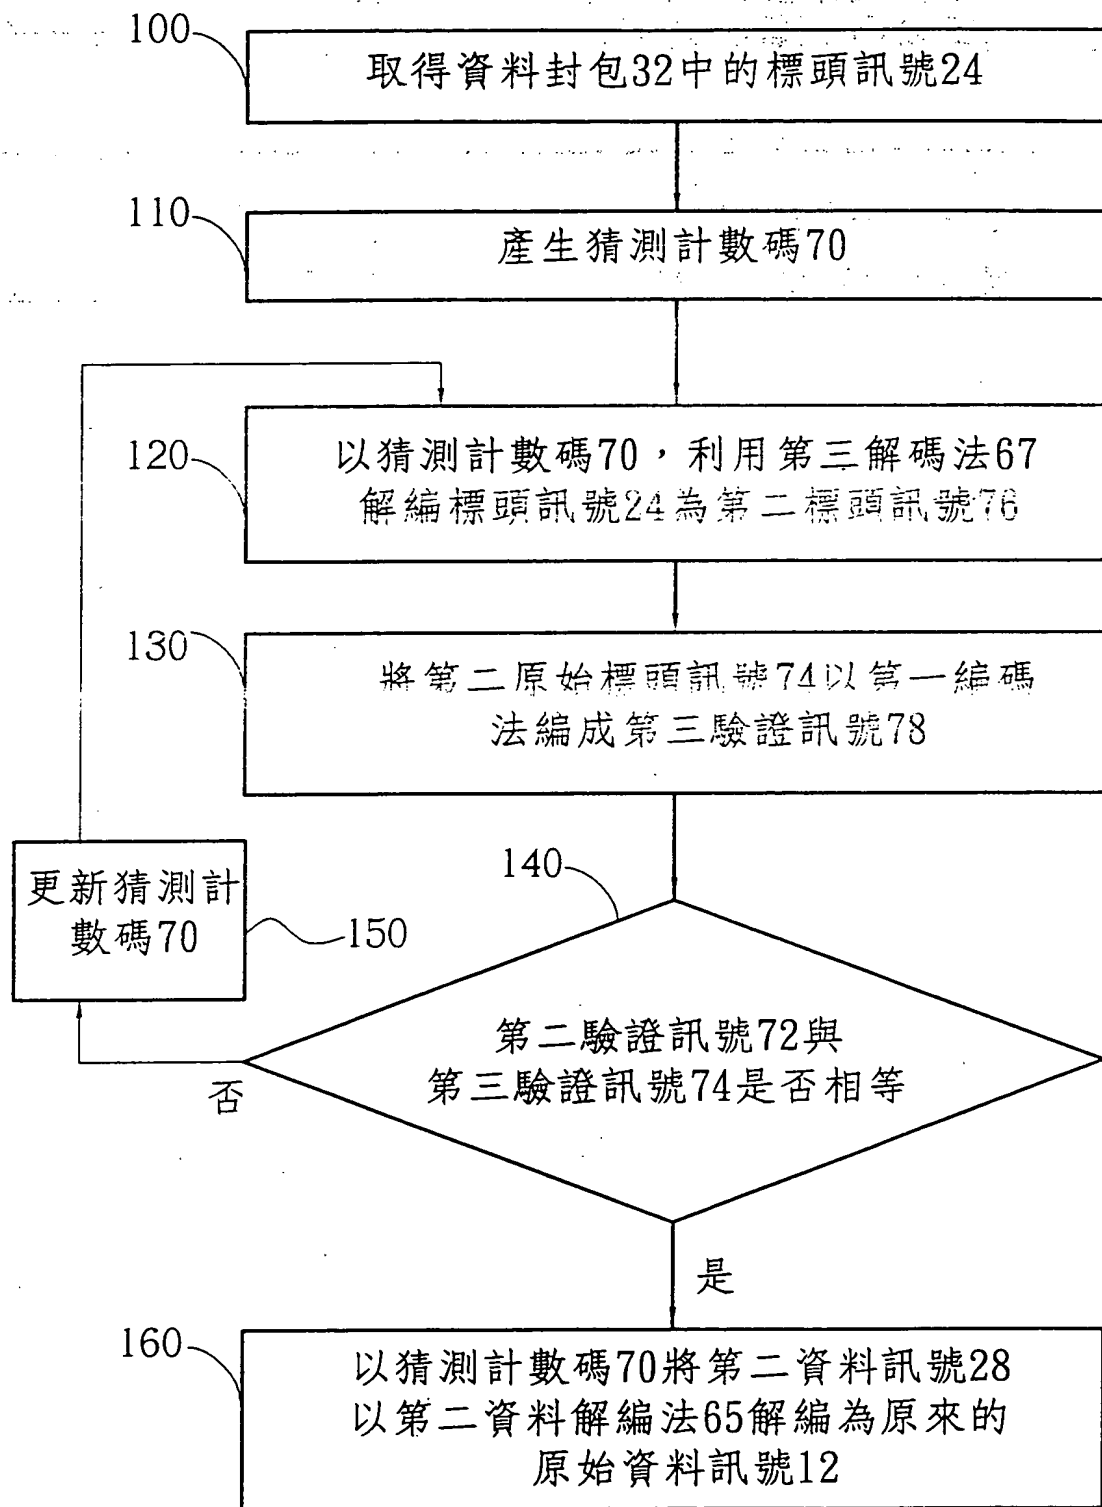 100
取得資料封包32中的標頭訊號24
110
產生猜測計數碼70
120
以猜測計數碼70，利用第三解碼法67
解編標頭訊號24為第二標頭訊號76
130
將第二原始標頭訊號74以第一編碼
法編成第三驗證訊號78
140
更新猜測計
數碼70
150
第二驗證訊號72與
第三驗證訊號74是否相等
否
是
160
以猜測計數碼70將第二資料訊號28
以第二資料解編法65解編為原來的
原始資料訊號12